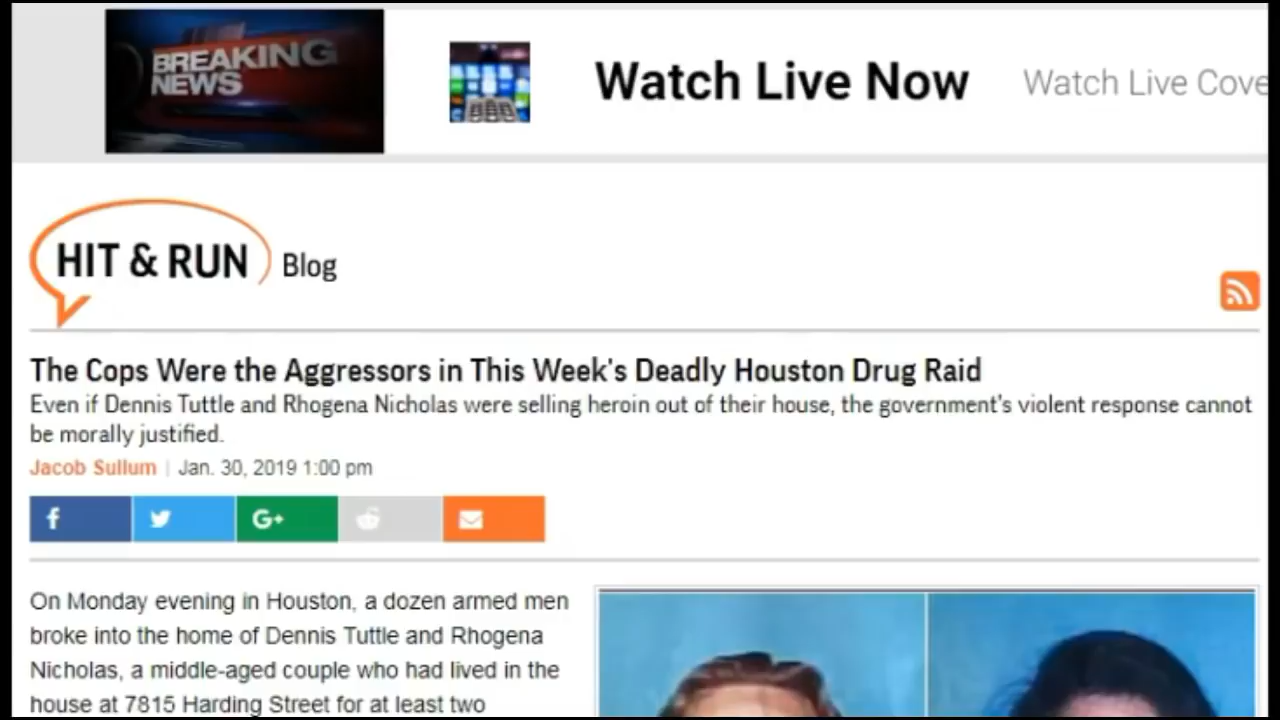 BREAKING
NEWS
Watch Live Now
Watch Live Cove
HIT & RUN
Blog
The Cops Were the Aggressors in This Week's Deadly Houston Drug Raid
Even if Dennis Tuttle and Rhogena Nicholas were selling heroin out of their house, the government's violent response cannot
be morally justified.
Jacob Sullum | Jan. 30, 2019 1:00 pm
f
G+
On Monday evening in Houston, a dozen armed men
broke into the home of Dennis Tuttle and Rhogena
Nicholas, a middle-aged couple who had lived in the
house at 7815 Harding Street for at least two